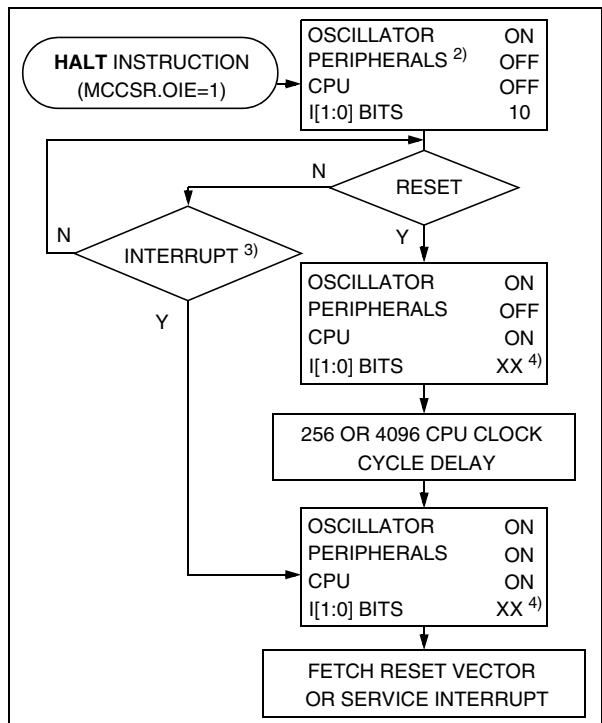 HALT INSTRUCTION
(MCCSR.OIE=1)
OSCILLATOR ON
PERIPHERALS 2) OFF
CPU OFF
I[1:0] BITS 10
RESET
N
Y
INTERRUPT 3)
N
Y
OSCILLATOR ON
PERIPHERALS OFF
CPU ON
I[1:0] BITS XX 4)
256 OR 4096 CPU CLOCK
CYCLE DELAY
OSCILLATOR ON
PERIPHERALS ON
CPU ON
I[1:0] BITS XX 4)
FETCH RESET VECTOR
OR SERVICE INTERRUPT